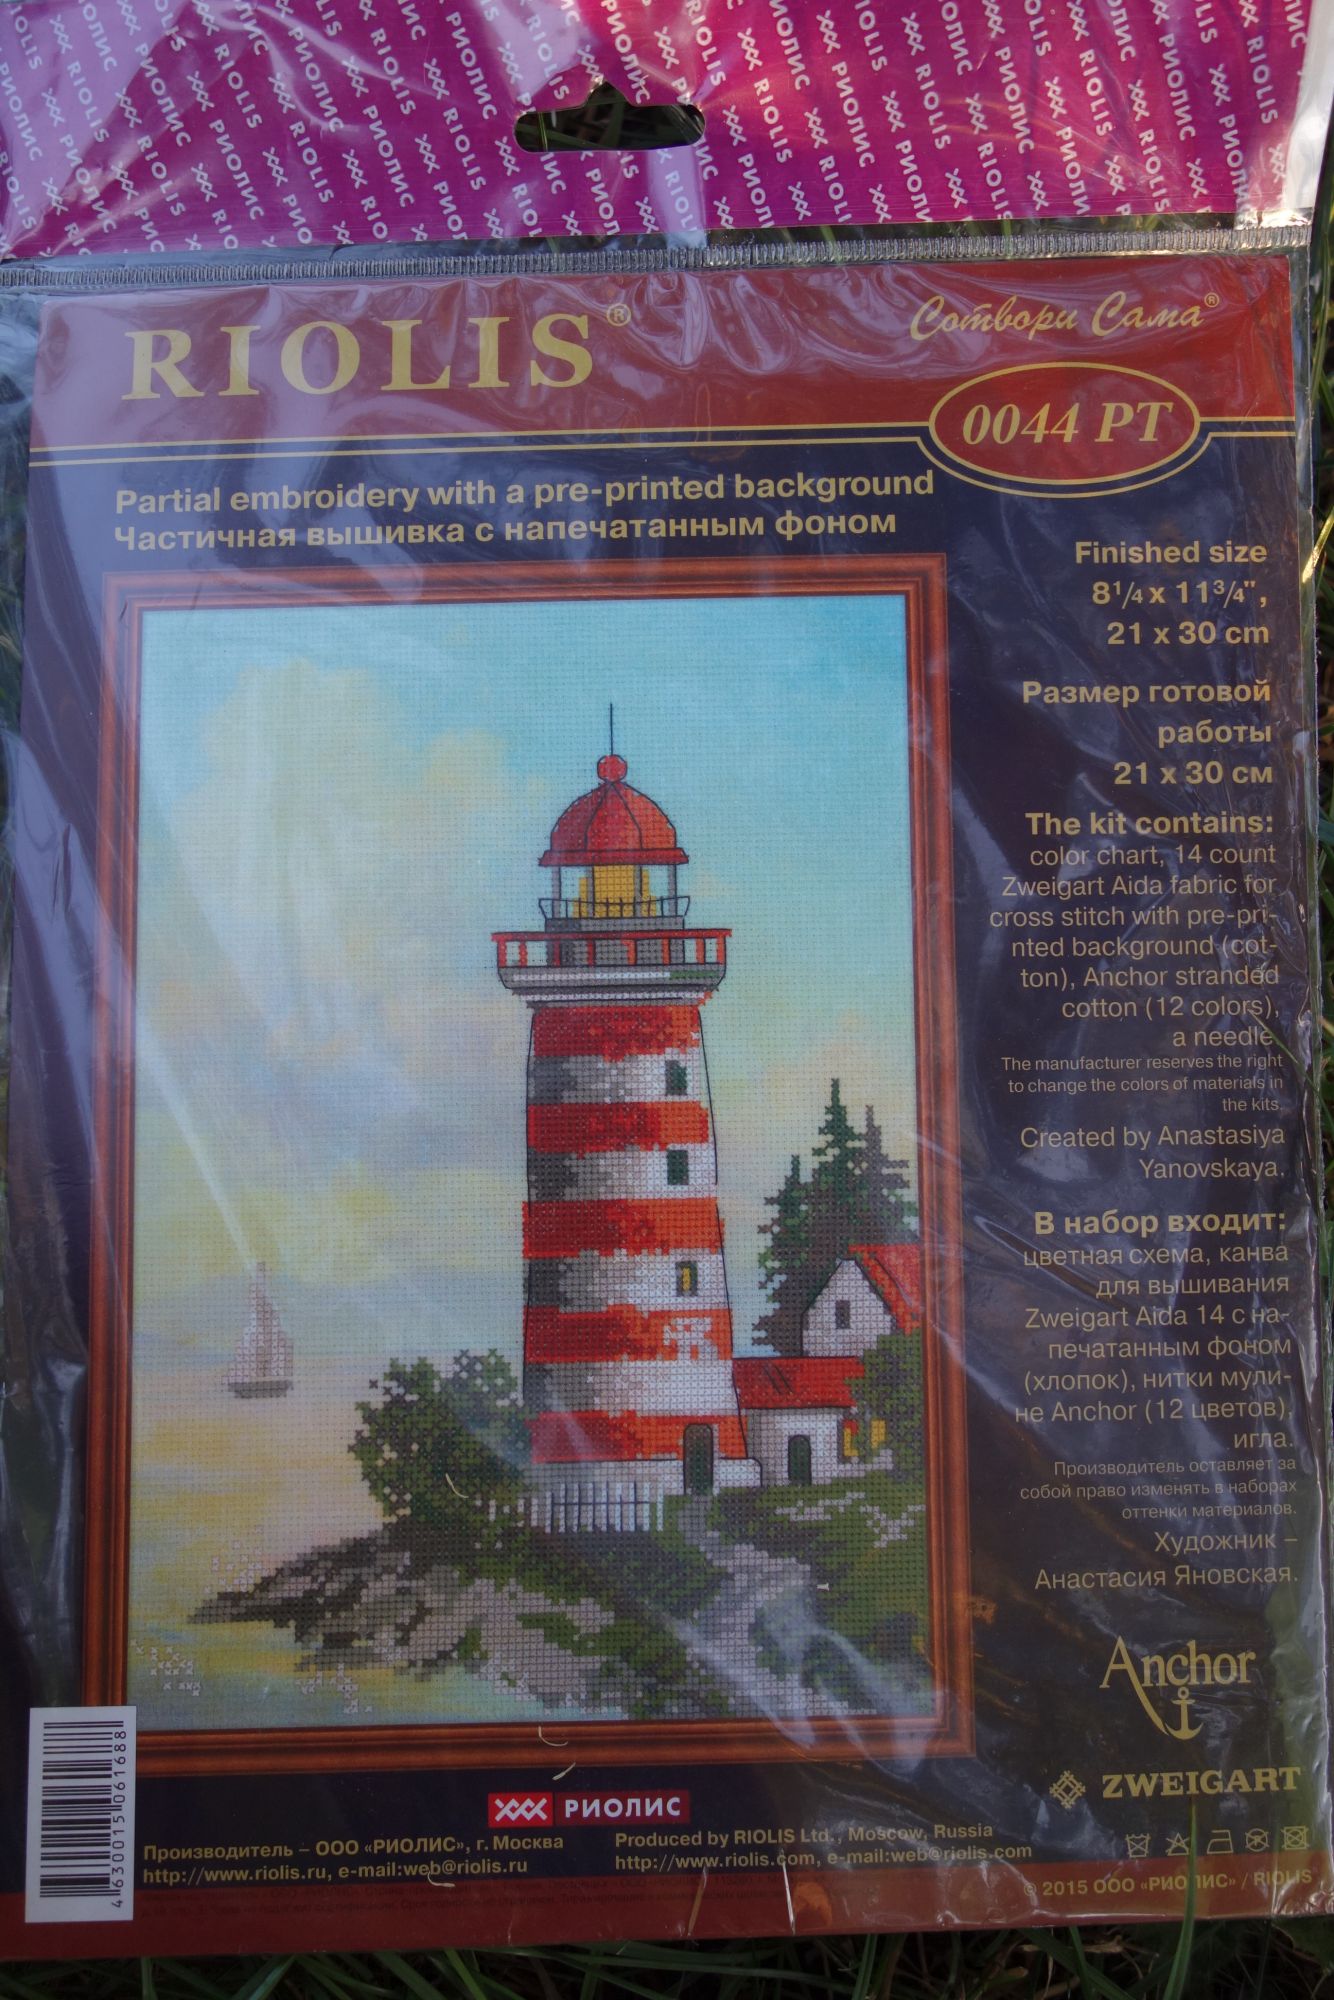 RIOLIS®
Сотвори Сама®
0044 PT
Partial embroidery with a pre-printed background
Частичная вышивка с напечатанным фоном
Finished size
8¹/₄ x 11³/₄",
21 x 30 cm
Размер готовой
работы
21 x 30 см
The kit contains:
color chart, 14 count
Zweigart Aida fabric for
cross stitch with pre-pri-
nted background (cot-
ton), Anchor stranded
cotton (12 colors),
a needle
The manufacturer reserves the right
to change the colors of materials in
the kits.
Created by Anastasiya
Yanovskaya.
В набор входит:
цветная схема, канва
для вышивания
Zweigart Aida 14 с на-
печатанным фоном
(хлопок), нитки мули-
не Anchor (12 цветов),
игла.
Производитель оставляет за
собой право изменять в наборах
оттенки материалов.
Художник –
Анастасия Яновская.
Anchor
ZWEIGART
РИОЛИС
Производитель – ООО «РИОЛИС», г. Москва
http://www.riolis.ru, e-mail:web@riolis.ru
Produced by RIOLIS Ltd., Moscow, Russia
http://www.riolis.com, e-mail:web@riolis.com
© 2015 ООО «РИОЛИС» / RIOLIS
4 630015 061688